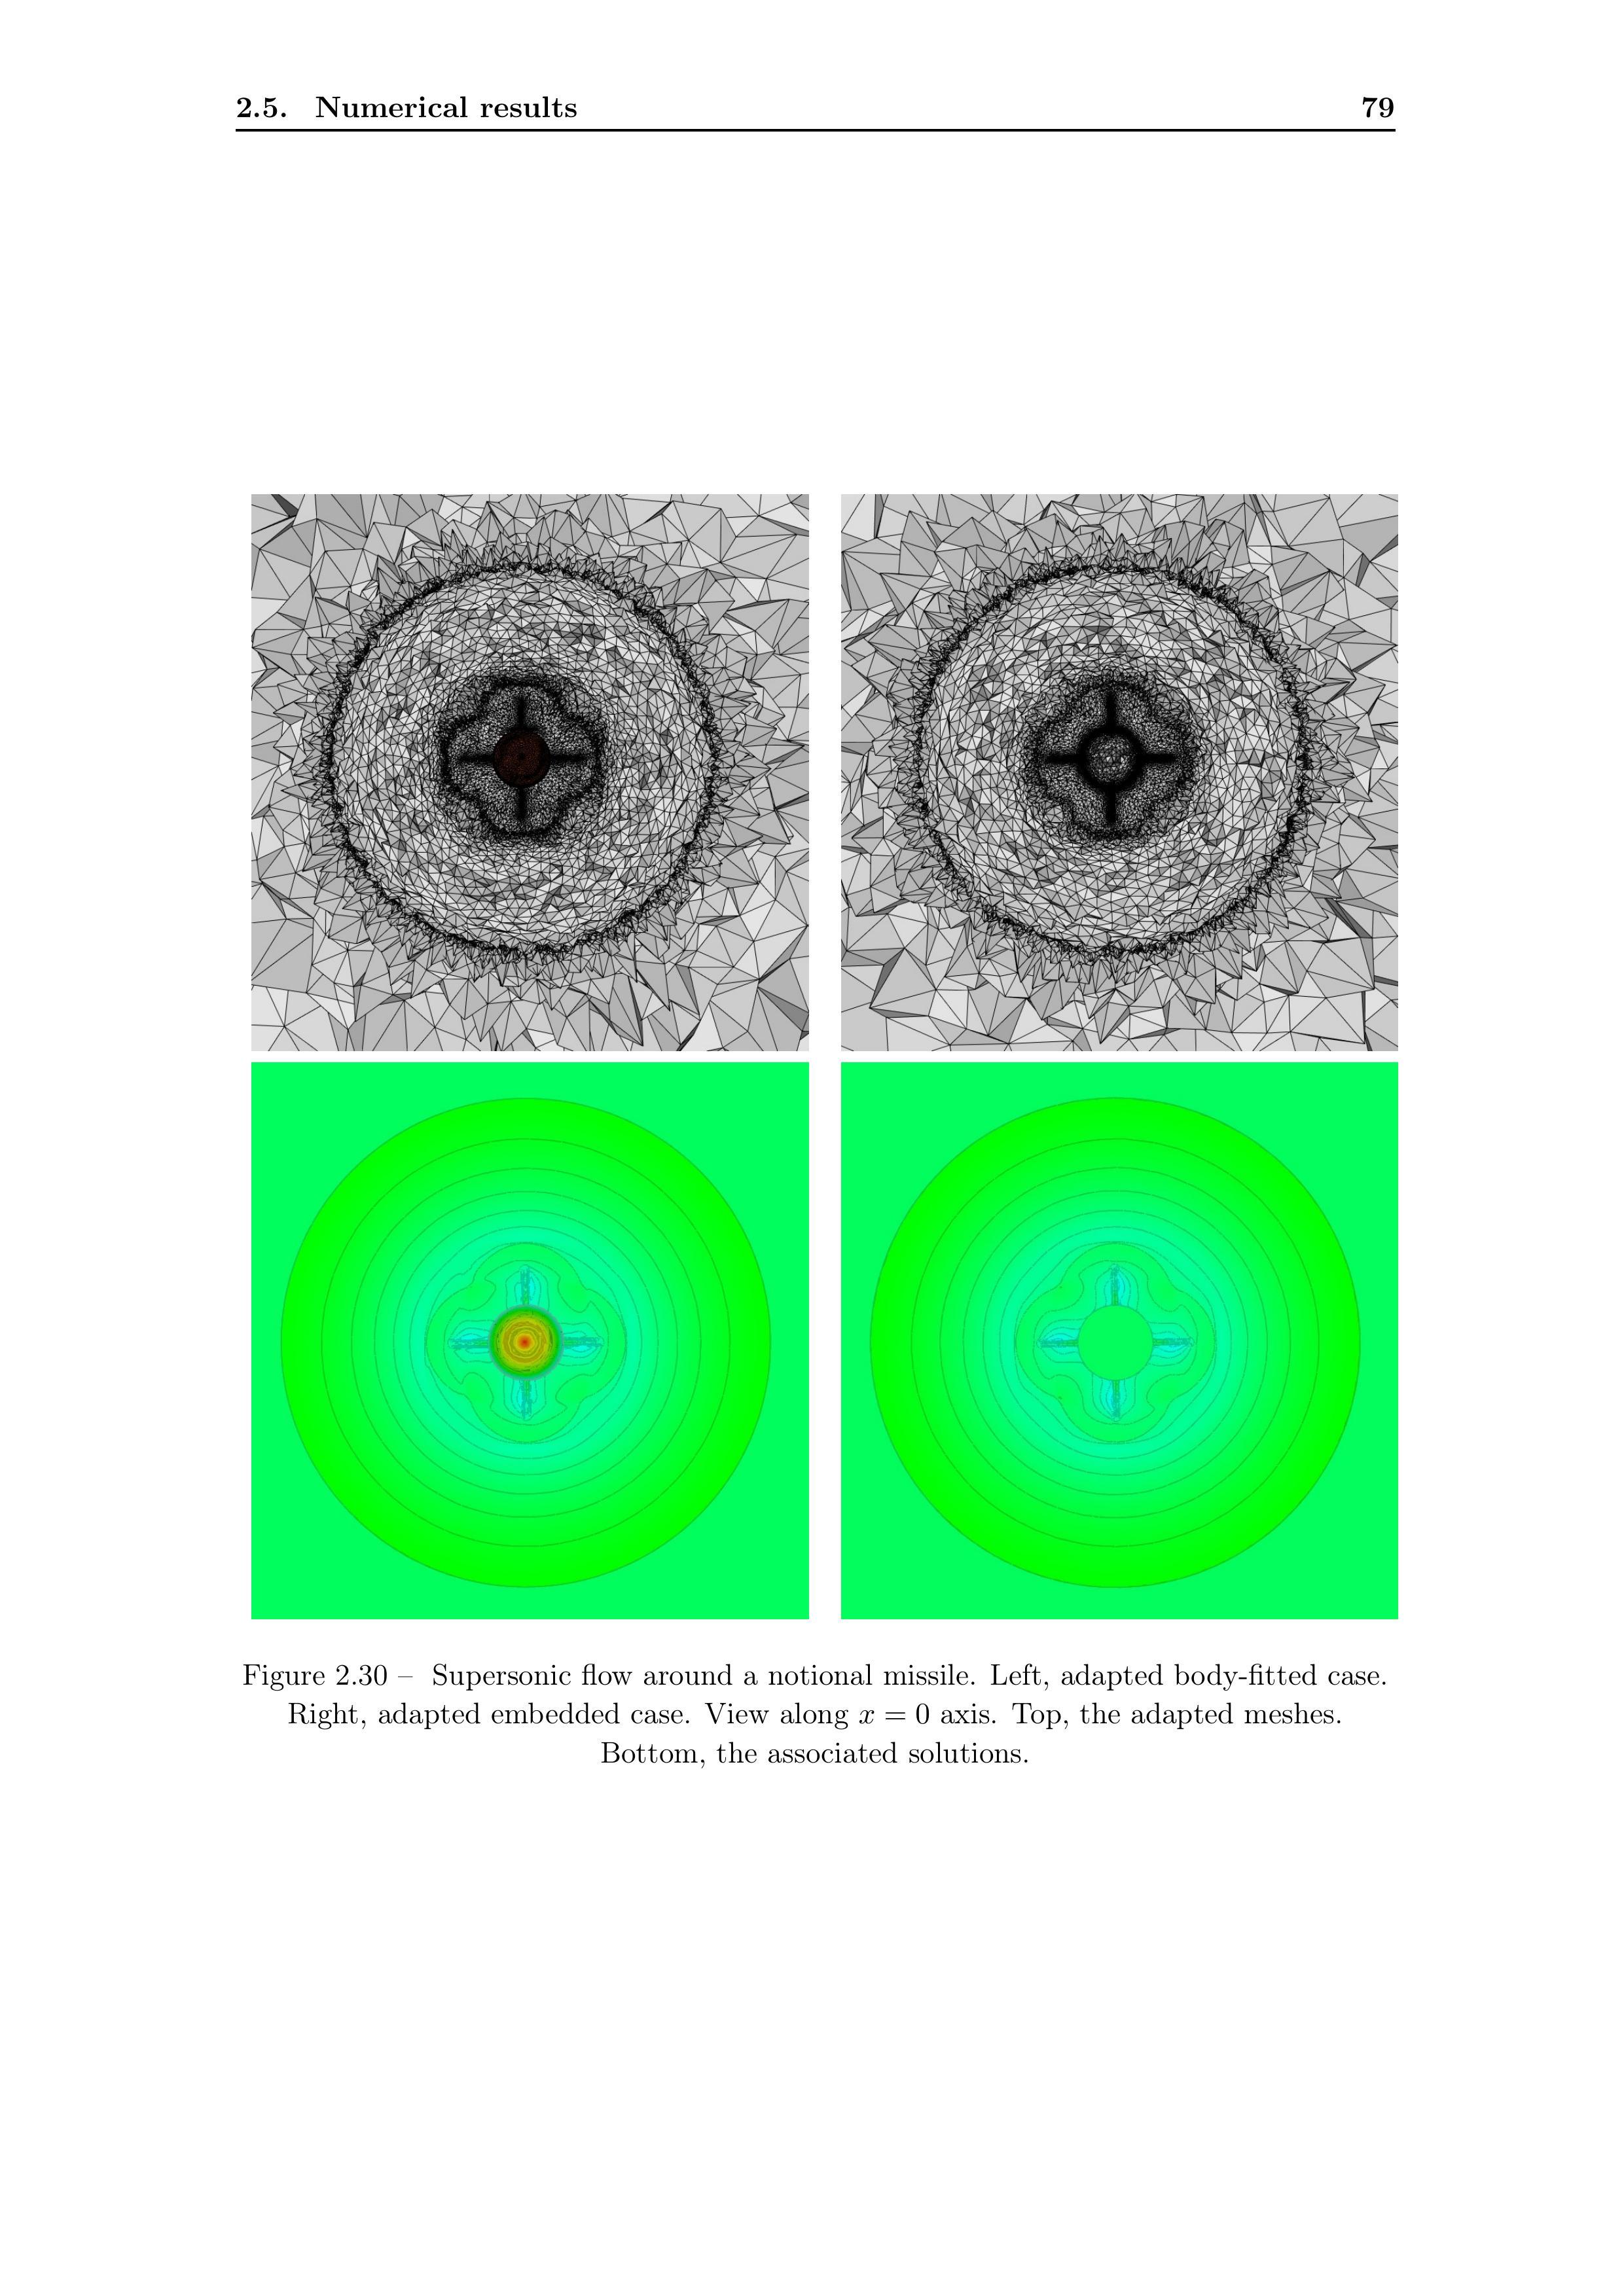 2.5. Numerical results 79
Figure 2.30 – Supersonic flow around a notional missile. Left, adapted body-fitted case.
Right, adapted embedded case. View along x = 0 axis. Top, the adapted meshes.
Bottom, the associated solutions.